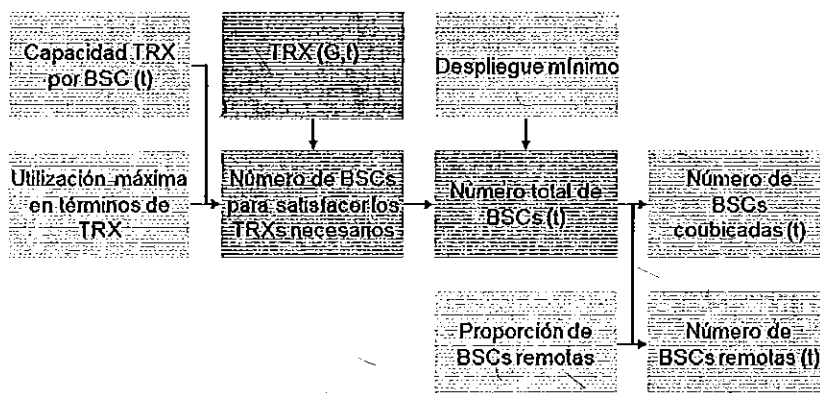 Capacidad TRX
por BSC (t)
TRX (G,t)
Despliegue mínimo
Utilización máxima
en términos de
TRX
Número de BSCs
para satisfacer los
TRXs necesarios
Número total de
BSCs (t)
Número de
BSCs
coubicadas (t)
Proporción de
BSCs remotas
Número de
BSCs remotas (t)